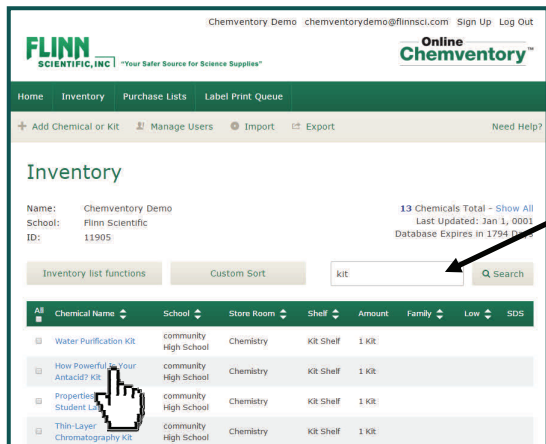 Chemventory Demo chemventorydemo@flinnsci.com Sign Up Log Out
FLINN
SCIENTIFIC, INC "Your Safer Source for Science Supplies"
Online
Chemventory™
Home Inventory Purchase Lists Label Print Queue
+ Add Chemical or Kit Manage Users Import Export Need Help?
Inventory
Name: Chemventory Demo
School: Flinn Scientific
ID: 11905
13 Chemicals Total - Show All
Last Updated: Jan 1, 0001
Database Expires in 1794 Days
Inventory list functions Custom Sort kit Search
All Chemical Name School Store Room Shelf Amount Family Low SDS
Water Purification Kit community High School Chemistry Kit Shelf 1 Kit
How Powerful Is Your Antacid? Kit community High School Chemistry Kit Shelf 1 Kit
Properties Student community High School Chemistry Kit Shelf 1 Kit
Thin-Layer Chromatography Kit community High School Chemistry Kit Shelf 1 Kit